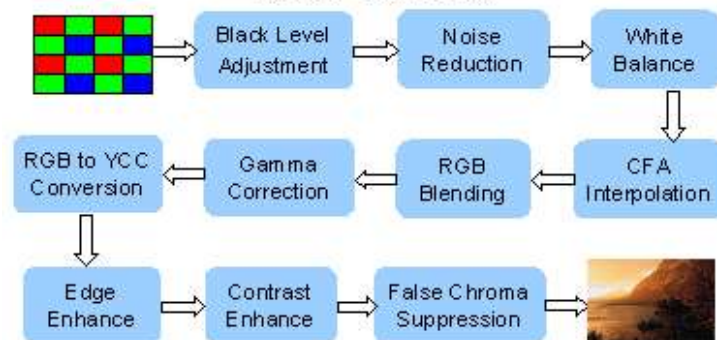 Black Level
Adjustment
Noise
Reduction
White
Balance
CFA
Interpolation
RGB
Blending
Gamma
Correction
RGB to YCC
Conversion
Edge
Enhance
Contrast
Enhance
False Chroma
Suppression